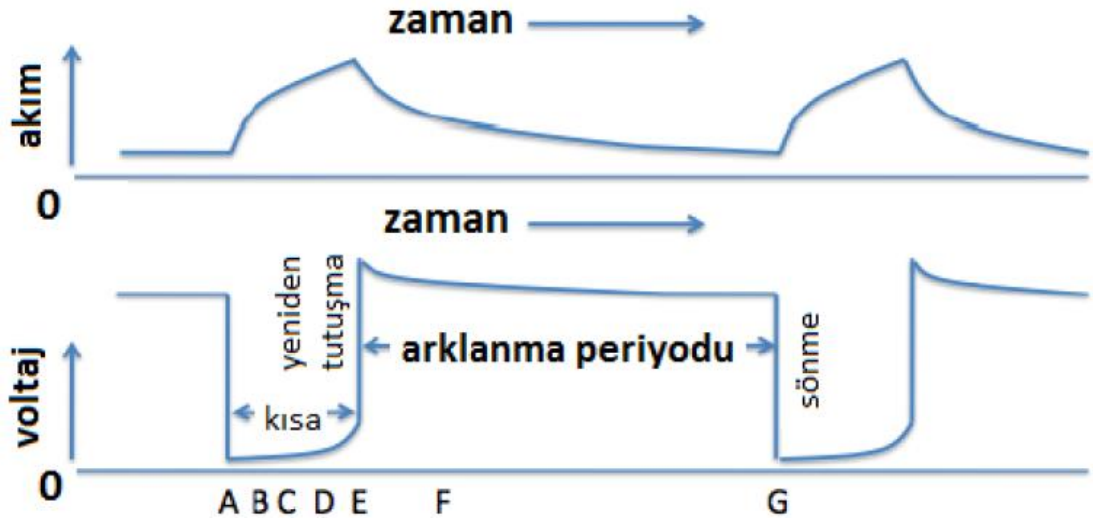 zaman
akım
0
zaman
yeniden
tutuşma
arklanma periyodu
sönme
kısa
voltaj
0
A B C D E F G